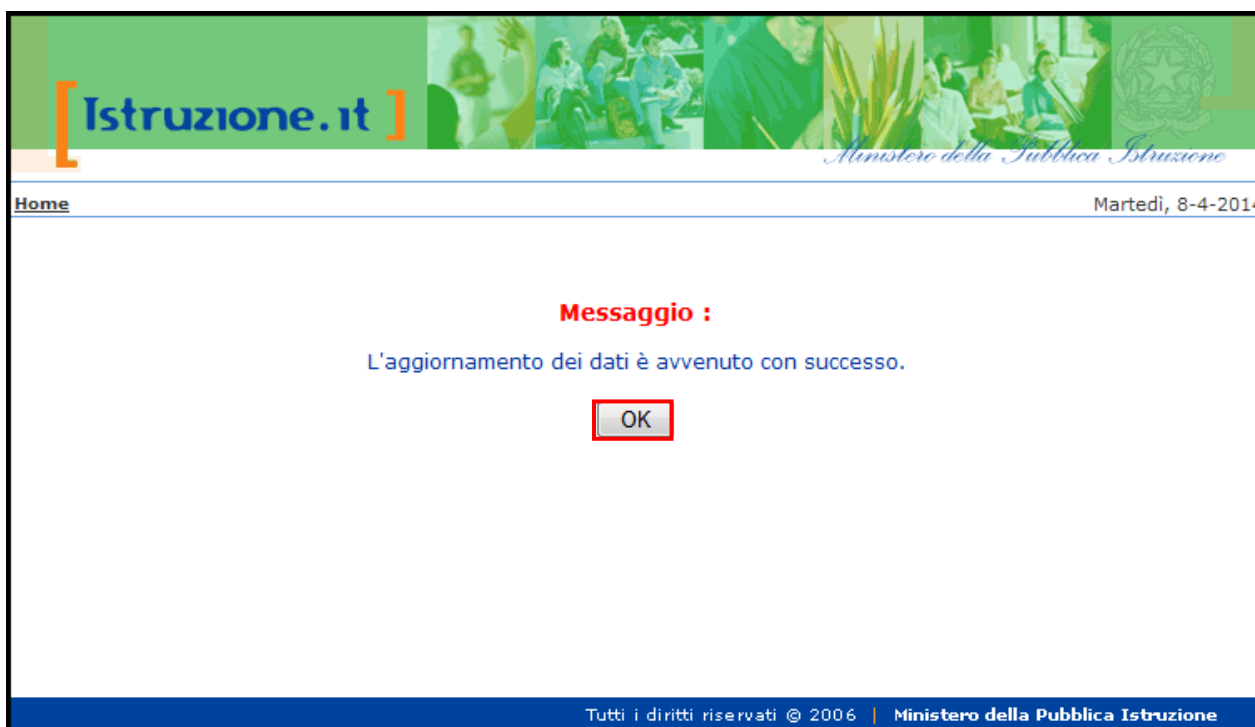 [Istruzione.it]
Ministero della Pubblica Istruzione
Home
Martedì, 8-4-2014
Messaggio :
L'aggiornamento dei dati è avvenuto con successo.
OK
Tutti i diritti riservati © 2006 | Ministero della Pubblica Istruzione